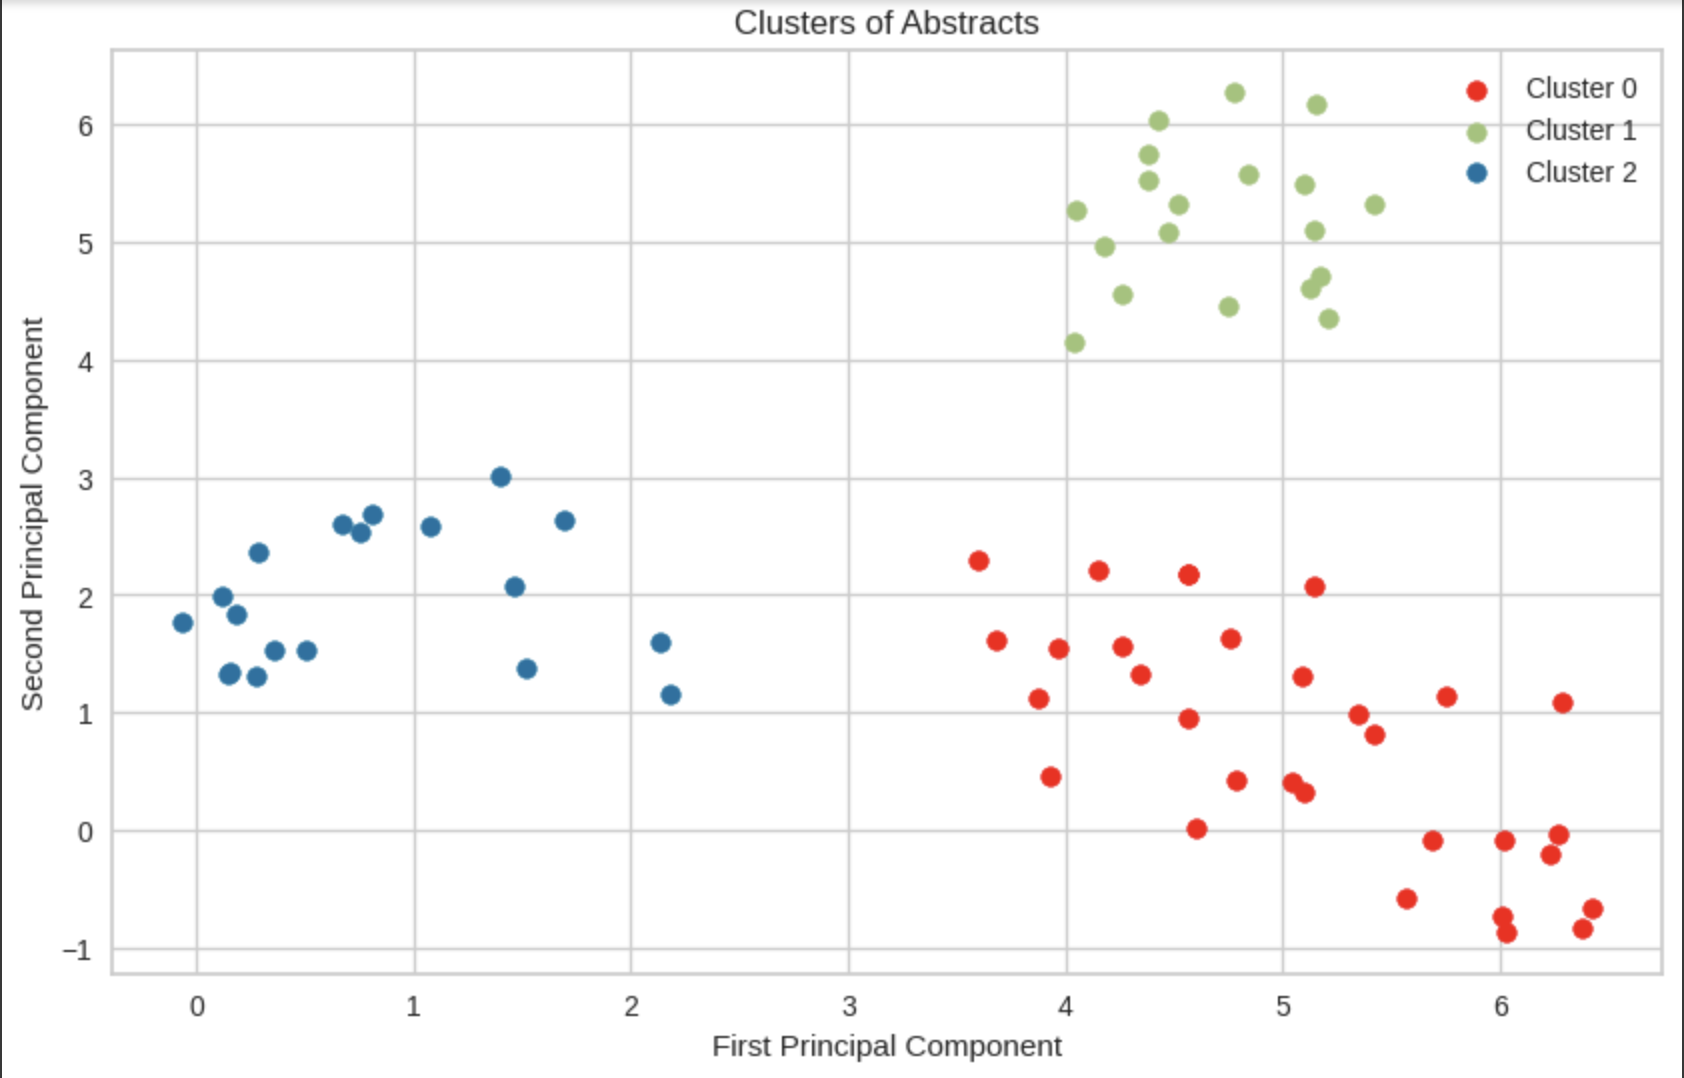 Clusters of Abstracts
Cluster 0
Cluster 1
Cluster 2
6
5
4
3
2
1
0
−1
Second Principal Component
0 1 2 3 4 5 6
First Principal Component